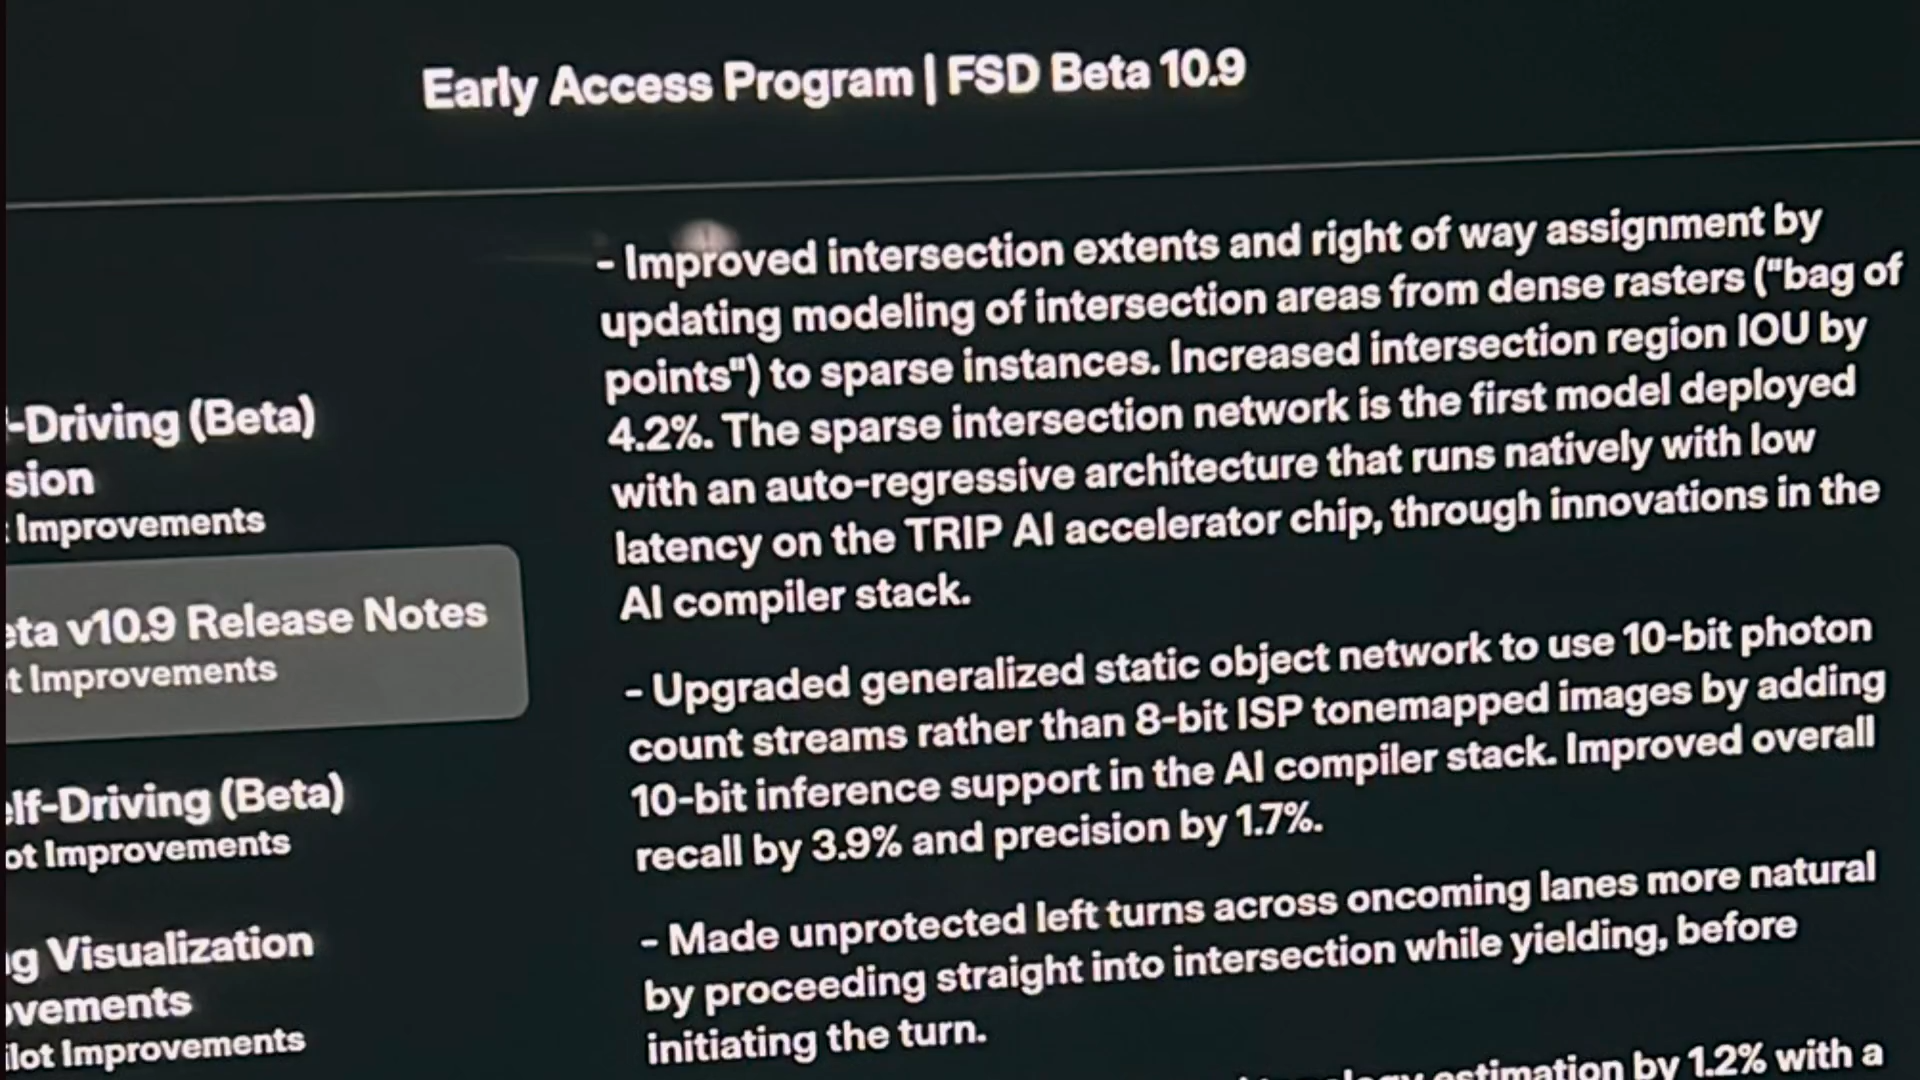 Early Access Program | FSD Beta 10.9
-Driving (Beta)
sion
Improvements
eta v10.9 Release Notes
t Improvements
elf-Driving (Beta)
ot Improvements
ng Visualization
ovements
ilot Improvements
- Improved intersection extents and right of way assignment by
updating modeling of intersection areas from dense rasters ("bag of
points") to sparse instances. Increased intersection region IOU by
4.2%. The sparse intersection network is the first model deployed
with an auto-regressive architecture that runs natively with low
latency on the TRIP AI accelerator chip, through innovations in the
AI compiler stack.
- Upgraded generalized static object network to use 10-bit photon
count streams rather than 8-bit ISP tonemapped images by adding
10-bit inference support in the AI compiler stack. Improved overall
recall by 3.9% and precision by 1.7%.
- Made unprotected left turns across oncoming lanes more natural
by proceeding straight into intersection while yielding, before
initiating the turn.
estimation by 1.2% with a